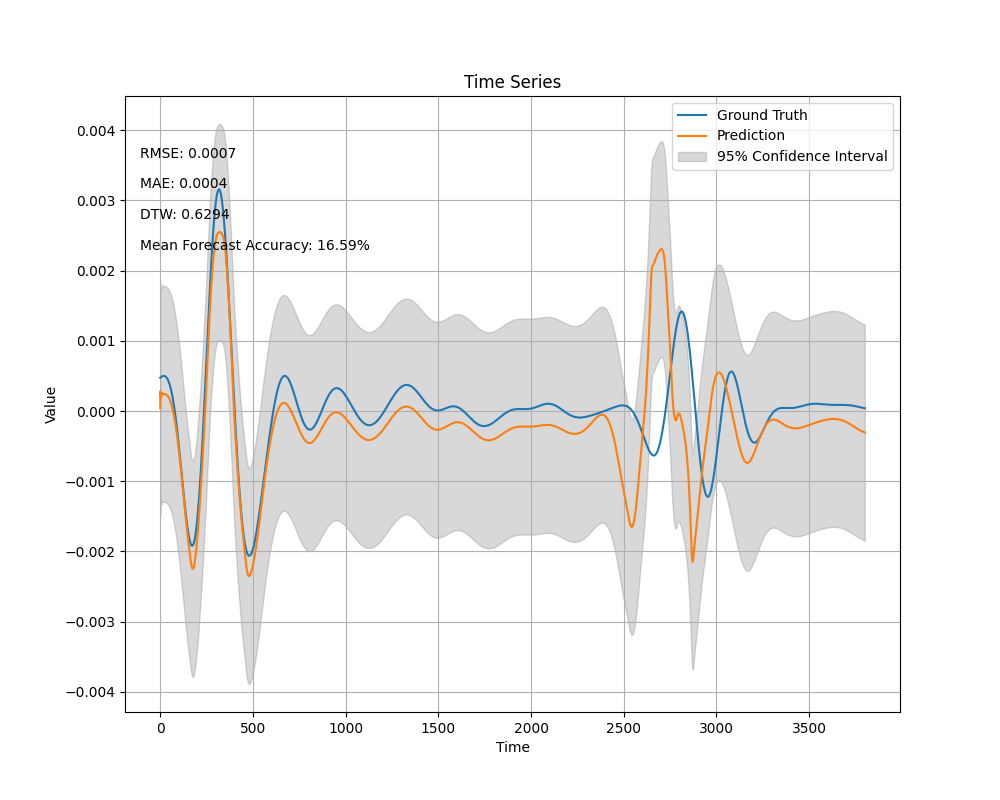 Time Series
Ground Truth
Prediction
95% Confidence Interval
RMSE: 0.0007
MAE: 0.0004
DTW: 0.6294
Mean Forecast Accuracy: 16.59%
Value
0.004
0.003
0.002
0.001
0.000
−0.001
−0.002
−0.003
−0.004
0 500 1000 1500 2000 2500 3000 3500
Time